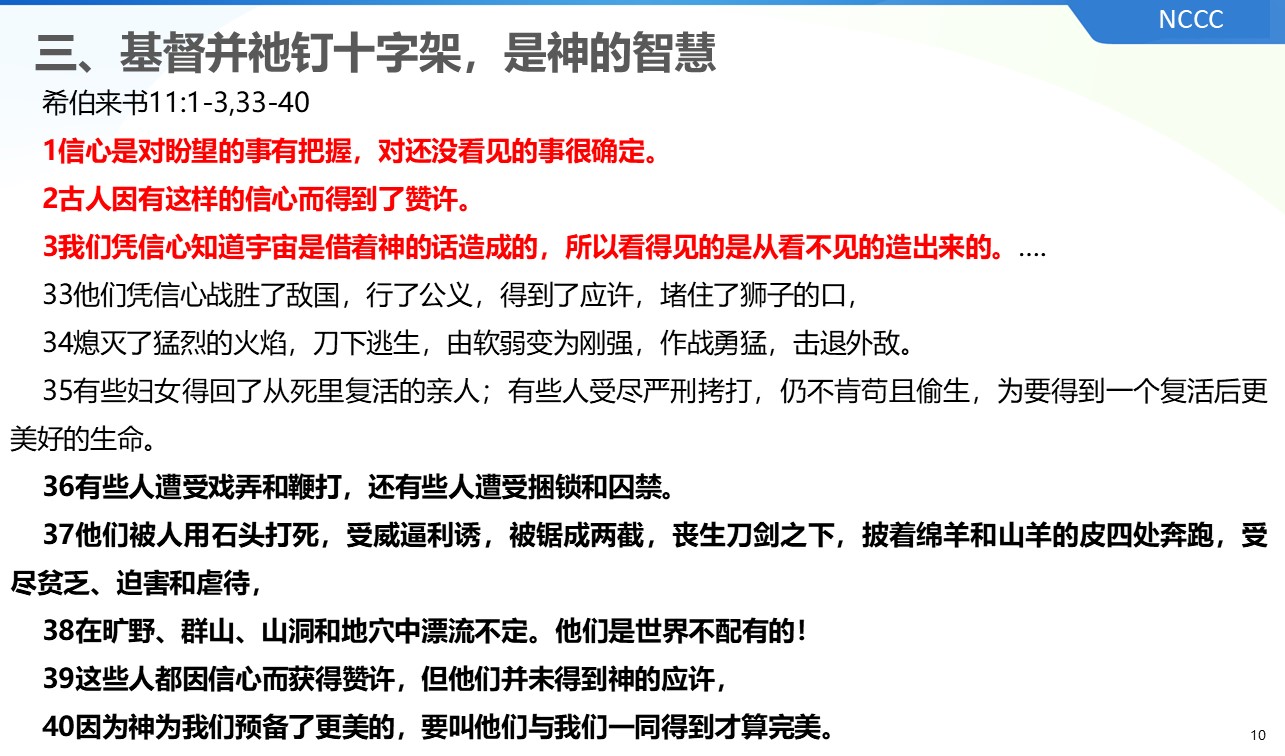 NCCC
三、基督并祂钉十字架，是神的智慧
希伯来书11:1-3,33-40
1信心是对盼望的事有把握，对还没看见的事很确定。
2古人因有这样的信心而得到了赞许。
3我们凭信心知道宇宙是借着神的话造成的，所以看得见的是从看不见的造出来的。....
33他们凭信心战胜了敌国，行了公义，得到了应许，堵住了狮子的口，
34熄灭了猛烈的火焰，刀下逃生，由软弱变为刚强，作战勇猛，击退外敌。
35有些妇女得回了从死里复活的亲人；有些人受尽严刑拷打，仍不肯苟且偷生，为要得到一个复活后更
美好的生命。
36有些人遭受戏弄和鞭打，还有些人遭受捆锁和囚禁。
37他们被人用石头打死，受威逼利诱，被锯成两截，丧生刀剑之下，披着绵羊和山羊的皮四处奔跑，受
尽贫乏、迫害和虐待，
38在旷野、群山、山洞和地穴中漂流不定。他们是世界不配有的！
39这些人都因信心而获得赞许，但他们并未得到神的应许，
40因为神为我们预备了更美的，要叫他们与我们一同得到才算完美。
10